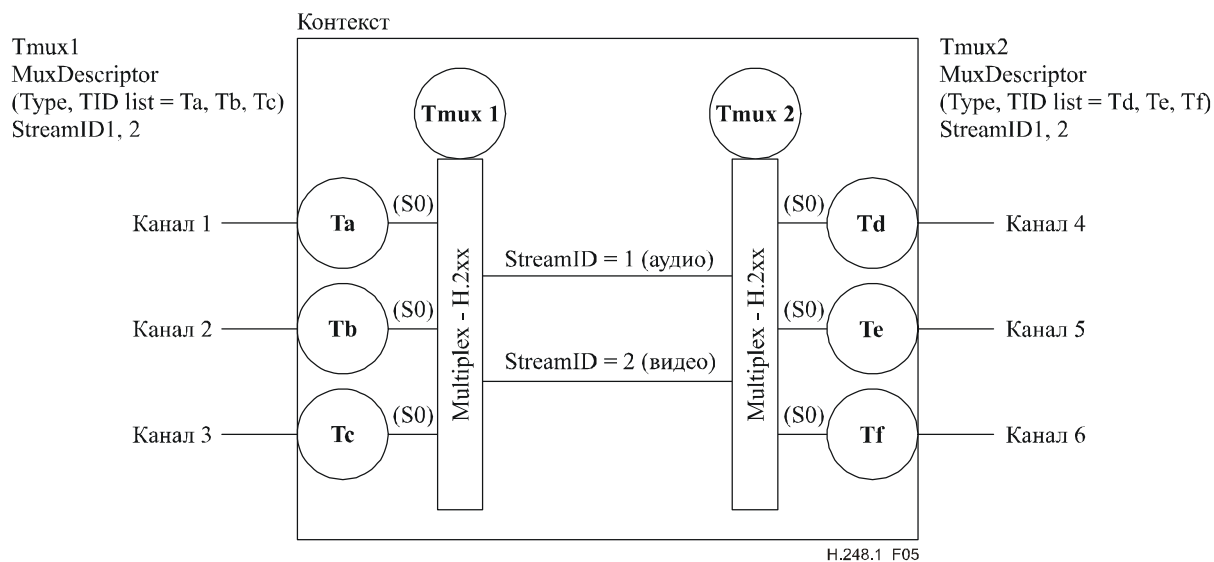 Контекст
Tmux1
MuxDescriptor
(Type, TID list = Ta, Tb, Tc)
StreamID1, 2
Tmux2
MuxDescriptor
(Type, TID list = Td, Te, Tf)
StreamID1, 2
Tmux 1
Tmux 2
Канал 1
Ta
(S0)
(S0)
Td
Канал 4
StreamID = 1 (аудио)
Канал 2
Tb
(S0)
Multiplex - H.2xx
Multiplex - H.2xx
(S0)
Te
Канал 5
StreamID = 2 (видео)
Канал 3
Tc
(S0)
(S0)
Tf
Канал 6
H.248.1_F05